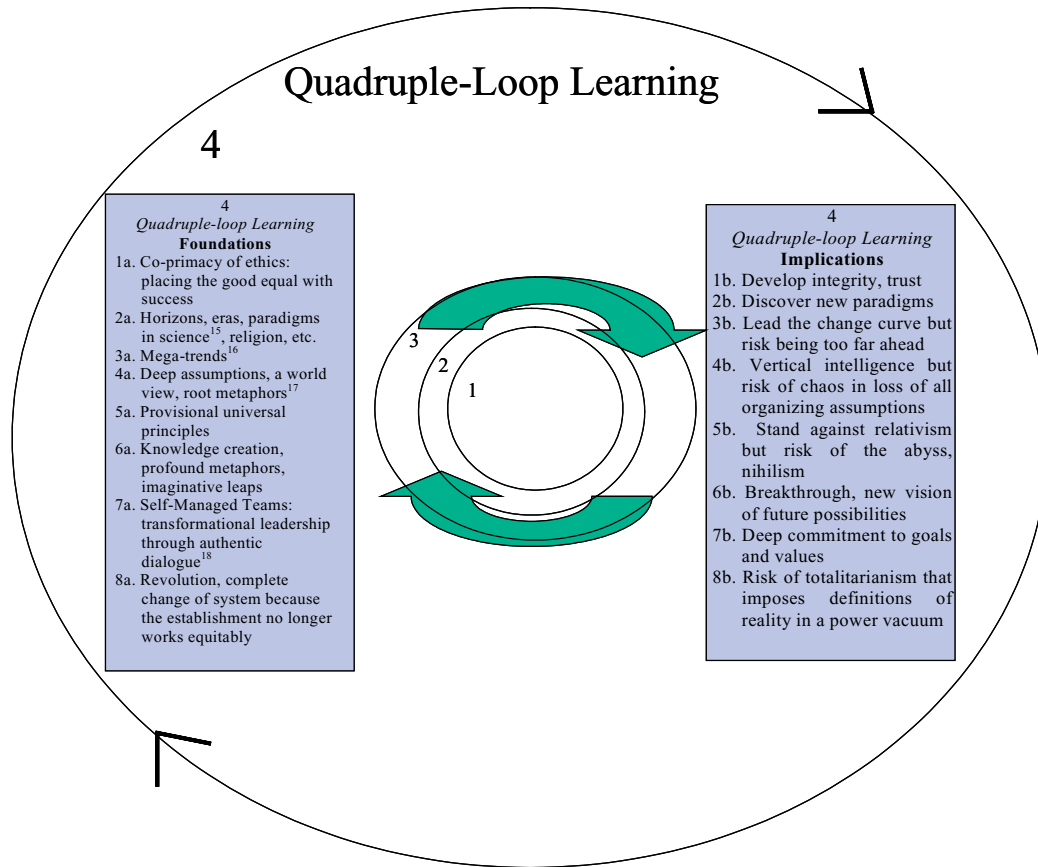 Quadruple-Loop Learning
4
4
Quadruple-loop Learning
Foundations
1a. Co-primacy of ethics:
placing the good equal with
success
2a. Horizons, eras, paradigms
in science15, religion, etc.
3a. Mega-trends16
4a. Deep assumptions, a world
view, root metaphors17
5a. Provisional universal
principles
6a. Knowledge creation,
profound metaphors,
imaginative leaps
7a. Self-Managed Teams:
transformational leadership
through authentic
dialogue18
8a. Revolution, complete
change of system because
the establishment no longer
works equitably
3
2
1
4
Quadruple-loop Learning
Implications
1b. Develop integrity, trust
2b. Discover new paradigms
3b. Lead the change curve but
risk being too far ahead
4b. Vertical intelligence but
risk of chaos in loss of all
organizing assumptions
5b. Stand against relativism
but risk of the abyss,
nihilism
6b. Breakthrough, new vision
of future possibilities
7b. Deep commitment to goals
and values
8b. Risk of totalitarianism that
imposes definitions of
reality in a power vacuum